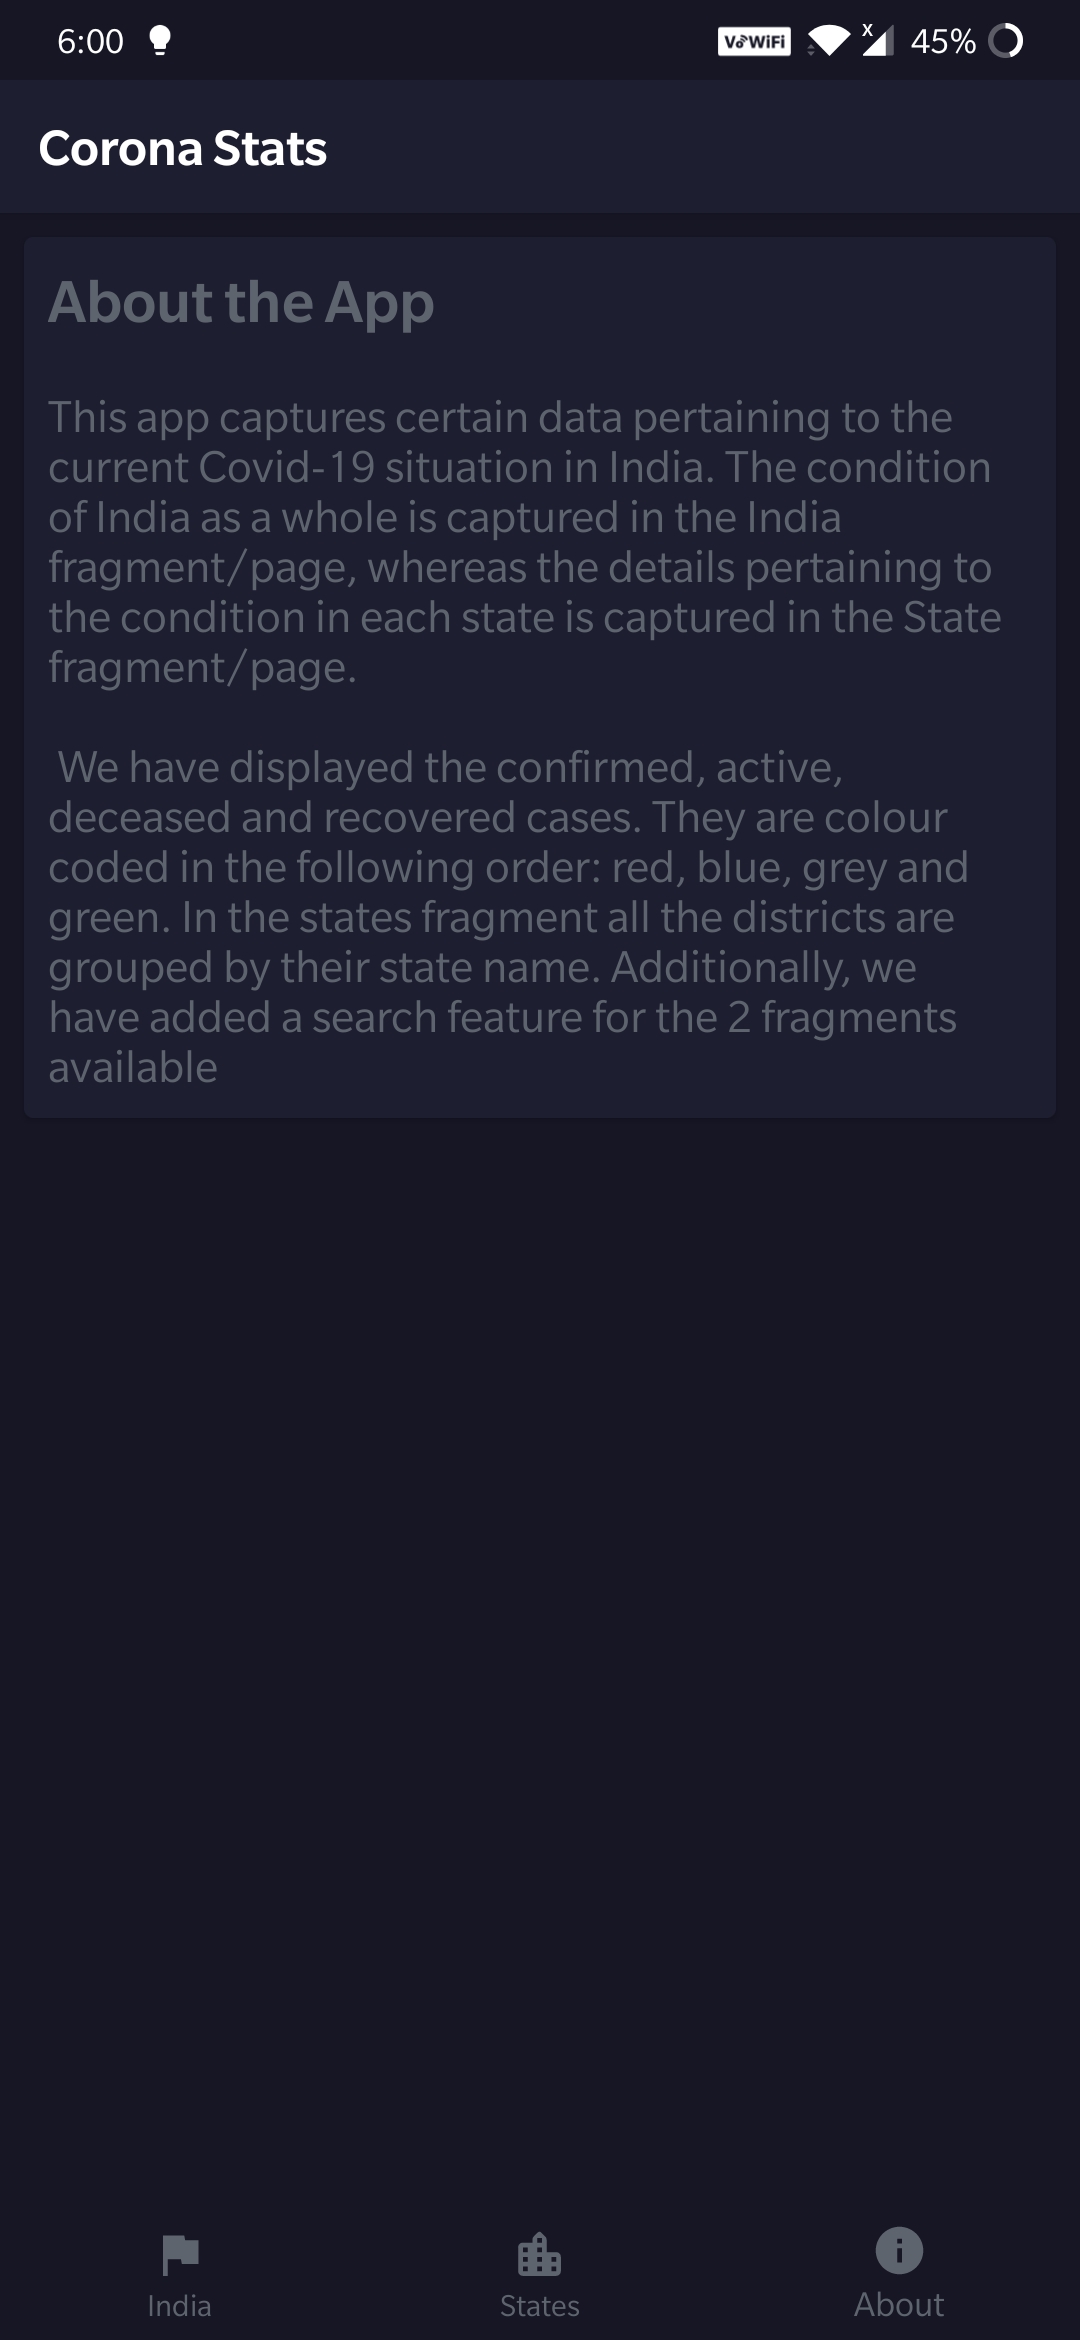 6:00
VoWiFi
X
45%
Corona Stats
About the App
This app captures certain data pertaining to the
current Covid-19 situation in India. The condition
of India as a whole is captured in the India
fragment/page, whereas the details pertaining to
the condition in each state is captured in the State
fragment/page.
We have displayed the confirmed, active,
deceased and recovered cases. They are colour
coded in the following order: red, blue, grey and
green. In the states fragment all the districts are
grouped by their state name. Additionally, we
have added a search feature for the 2 fragments
available
India
States
About